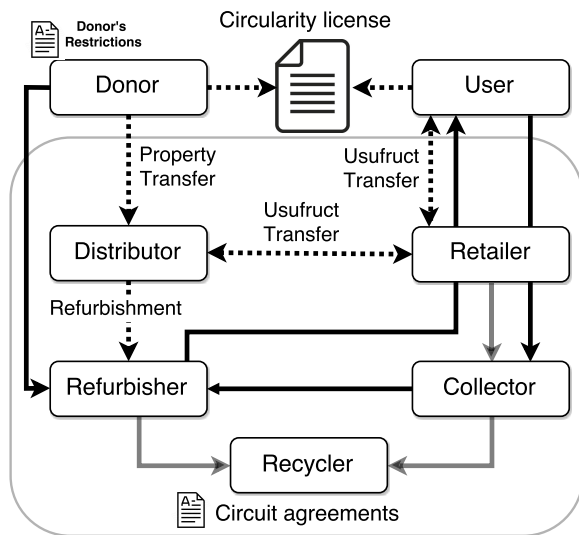 Circularity license
Donor's
Restrictions
Donor
User
Property
Transfer
Usufruct
Transfer
Usufruct
Transfer
Distributor
Retailer
Refurbishment
Refurbisher
Collector
Recycler
Circuit agreements